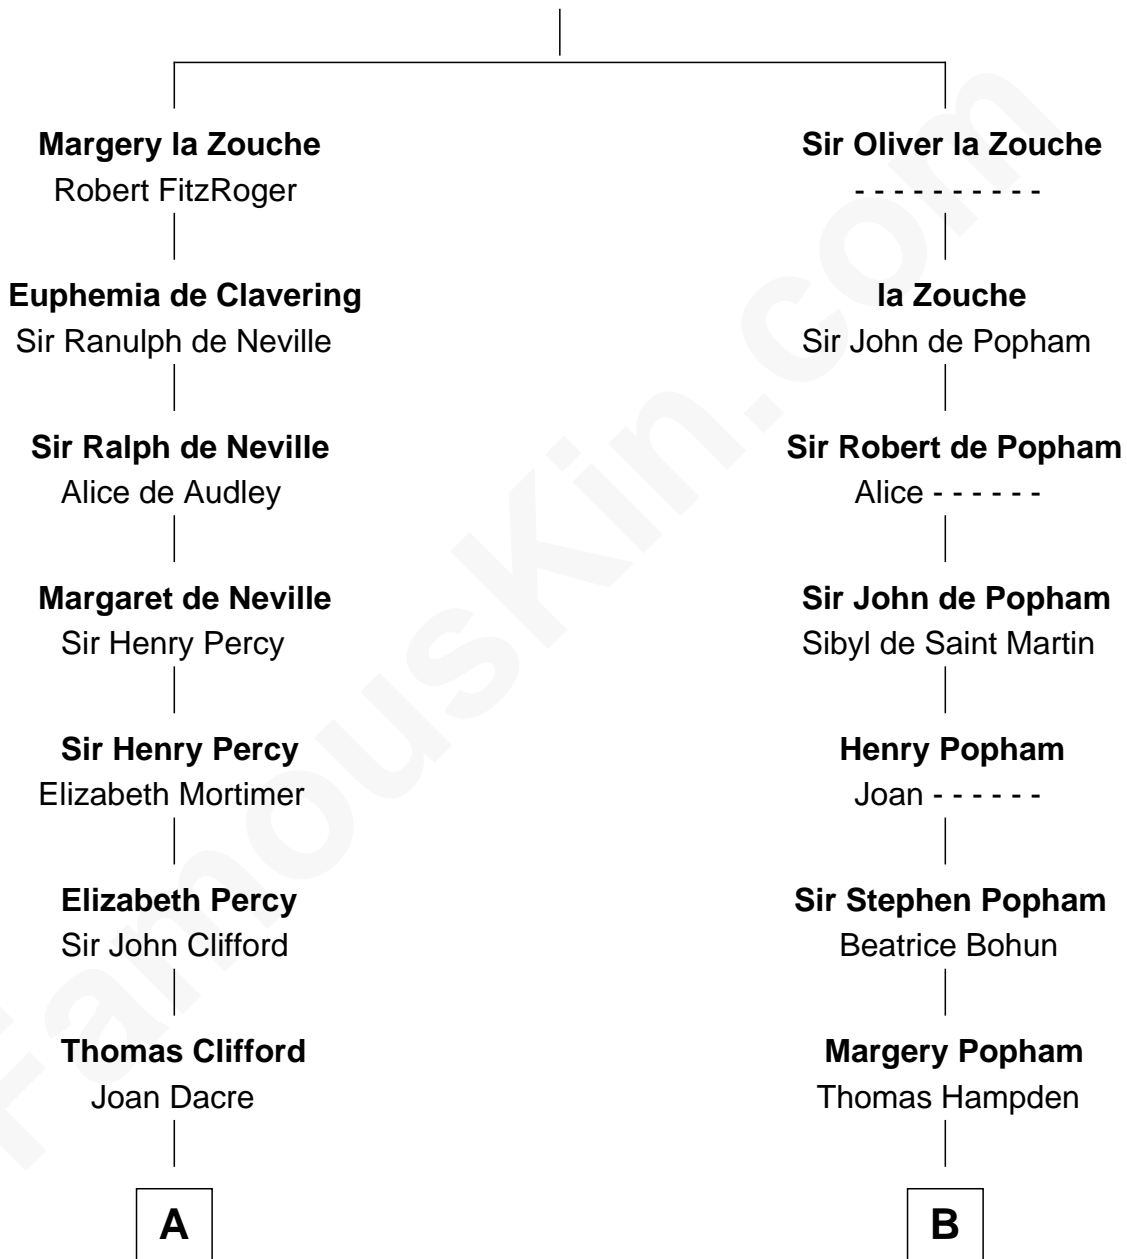 Margery la Zouche
Robert FitzRoger
Euphemia de Clavering
Sir Ranulph de Neville
Sir Ralph de Neville
Alice de Audley
Margaret de Neville
Sir Henry Percy
Sir Henry Percy
Elizabeth Mortimer
Elizabeth Percy
Sir John Clifford
Thomas Clifford
Joan Dacre
A
Sir Oliver la Zouche
- - - - - - - - - -
la Zouche
Sir John de Popham
Sir Robert de Popham
Alice - - - - - -
Sir John de Popham
Sibyl de Saint Martin
Henry Popham
Joan - - - - - -
Sir Stephen Popham
Beatrice Bohun
Margery Popham
Thomas Hampden
B
FamousKin.com